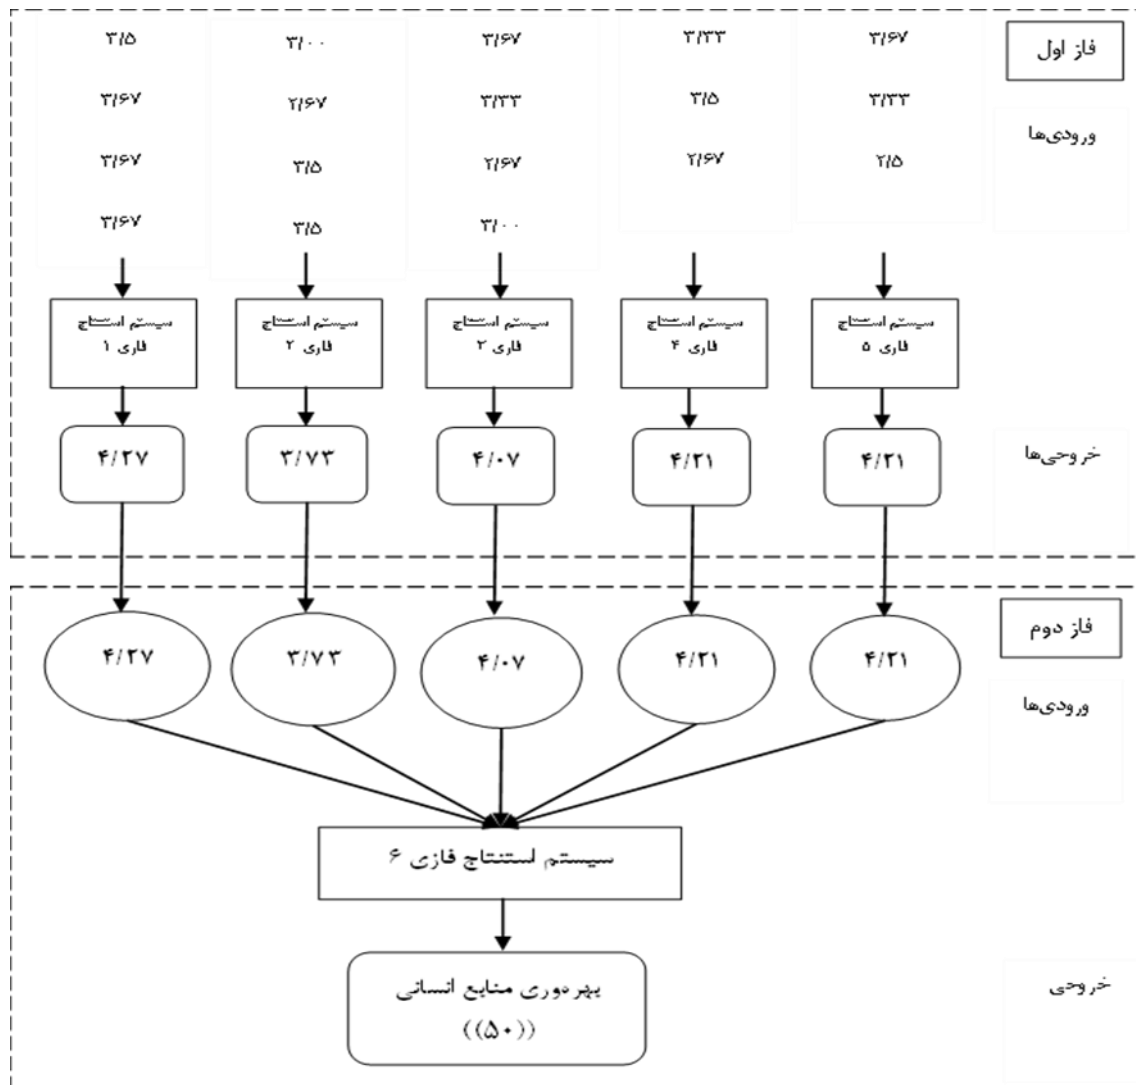 فاز اول
ورودی‌ها
۳/۶۷
۳/۳۳
۲/۵
۳/۳۳
۳/۵
۲/۶۷
۳/۶۷
۳/۳۳
۲/۶۷
۳/۰۰
۳/۰۰
۲/۶۷
۳/۵
۳/۵
۳/۵
۳/۶۷
۳/۶۷
۳/۶۷
سیستم استنتاج
فازی ۵
سیستم استنتاج
فازی ۴
سیستم استنتاج
فازی ۳
سیستم استنتاج
فازی ۲
سیستم استنتاج
فازی ۱
خروجی‌ها
۴/۲۱
۴/۲۱
۴/۰۷
۳/۷۳
۴/۲۷
فاز دوم
ورودی‌ها
۴/۲۱
۴/۲۱
۴/۰۷
۳/۷۳
۴/۲۷
سیستم استنتاج فازی ۶
خروجی
بهره‌وری منابع انسانی
((۵۰))